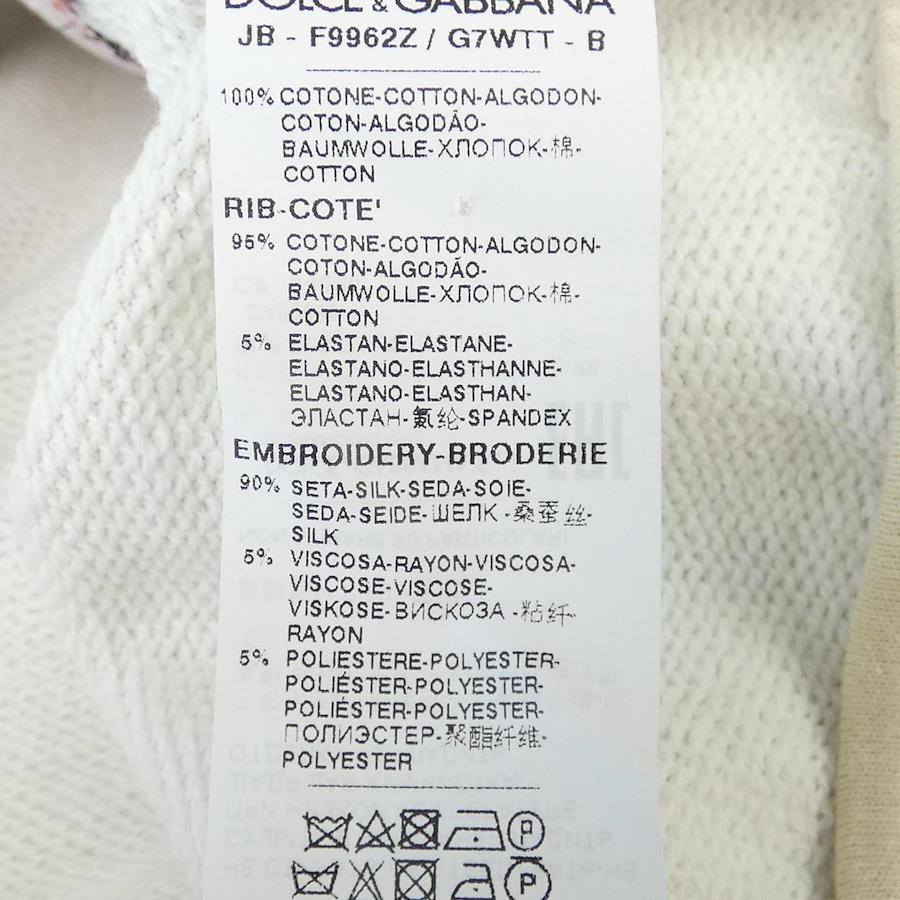 DOLCE & GABBANA
JB - F9962Z / G7WTT - B
100% COTONE-COTTON-ALGODON-
COTON-ALGODÃO-
BAUMWOLLE-ХЛОПОК-棉-
COTTON
RIB-COTE'
95% COTONE-COTTON-ALGODON-
COTON-ALGODÃO-
BAUMWOLLE-ХЛОПОК-棉-
COTTON
5% ELASTAN-ELASTANE-
ELASTANO-ELASTHANNE-
ELASTANO-ELASTHAN-
ЭЛАСТАН-氨纶-SPANDEX
EMBROIDERY-BRODERIE
90% SETA-SILK-SEDA-SOIE-
SEDA-SEIDE-ШЕЛК-桑蚕丝-
SILK
5% VISCOSA-RAYON-VISCOSA-
VISCOSE-VISCOSE-
VISKOSE-ВИСКОЗА-粘纤-
RAYON
5% POLIESTERE-POLYESTER-
POLIÉSTER-POLYESTER-
POLIÉSTER-POLYESTER-
ПОЛИЭСТЕР-聚酯纤维-
POLYESTER
P
P